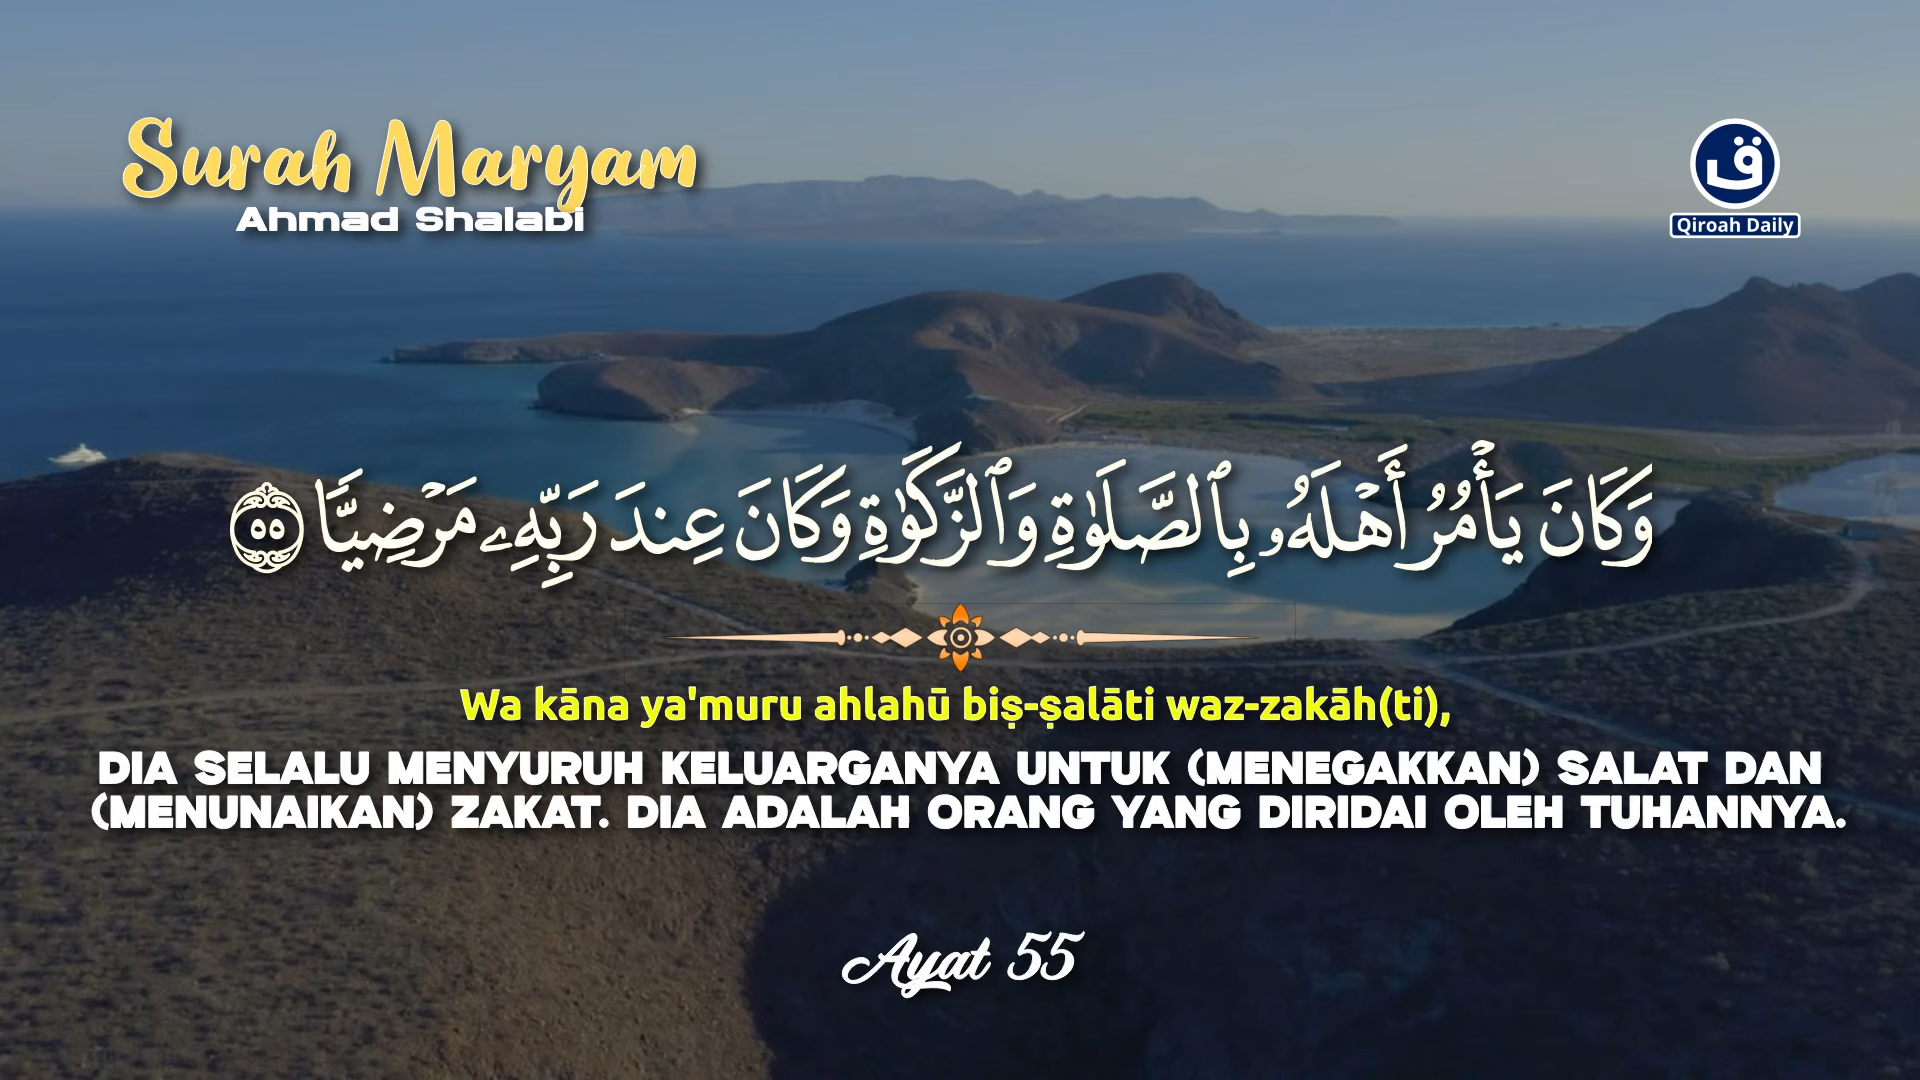 Surah Maryam
Ahmad Shalabi
ق
Qiroah Daily
وَكَانَ يَأْمُرُ أَهْلَهُۥ بِٱلصَّلَوٰةِ وَٱلزَّكَوٰةِ وَكَانَ عِندَ رَبِّهِۦ مَرْضِيًّا ٥٥
Wa kāna ya'muru ahlahū biṣ-ṣalāti waz-zakāh(ti),
DIA SELALU MENYURUH KELUARGANYA UNTUK (MENEGAKKAN) SALAT DAN
(MENUNAIKAN) ZAKAT. DIA ADALAH ORANG YANG DIRIDAI OLEH TUHANNYA.
Ayat 55